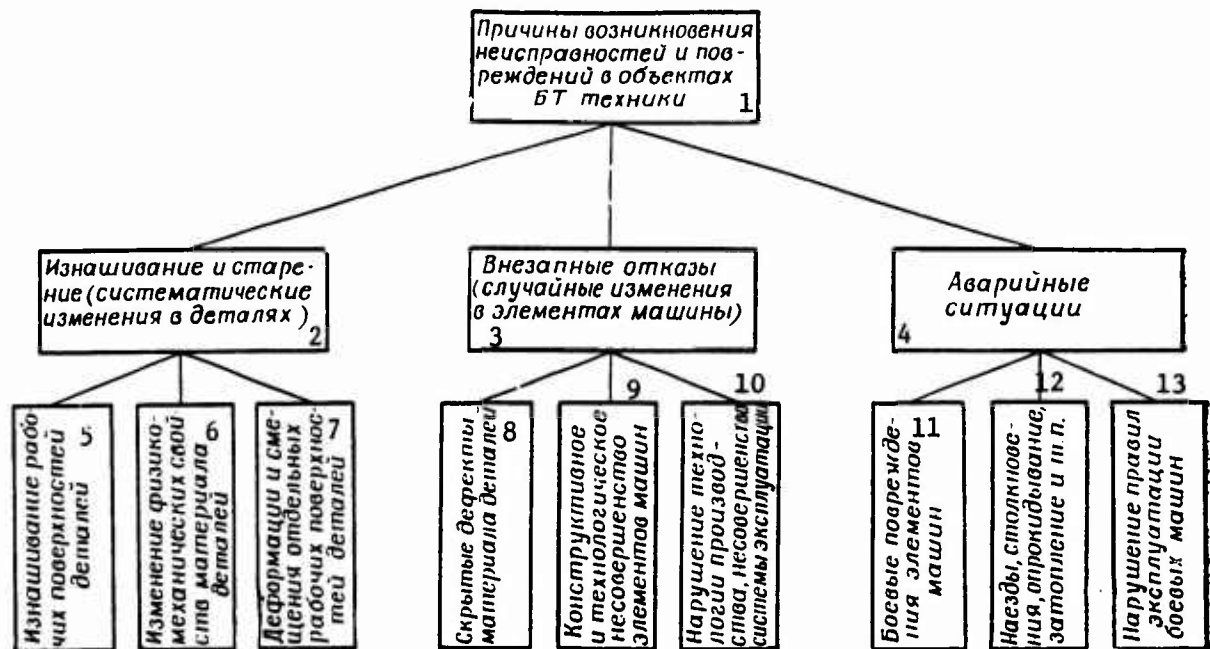 Причины возникновения
неисправностей и пов-
реждений в объектах
БТ техники
1
Изнашивание и старе-
ние (систематические
изменения в деталях)
2
Внезапные отказы
(случайные изменения
в элементах машины)
3
Аварийные
ситуации
4
Изнашивание рабо-
чих поверхностей
деталей
5
Изменение физико-
механических свой-
ств материала
деталей
6
Деформации и сме-
щения отдельных
рабочих поверхнос-
тей деталей
7
Скрытые дефекты
материала деталей
8
Конструктивное
и технологическое
несовершенство
элементов машин
9
Нарушение техно-
логии производ-
ства, несовершенство
системы эксплуатации
10
Боевые поврежде-
ния элементов
машин
11
Наезды, столкнове-
ния, опрокидывание,
затопление и т.п.
12
Нарушение правил
эксплуатации
боевых машин
13